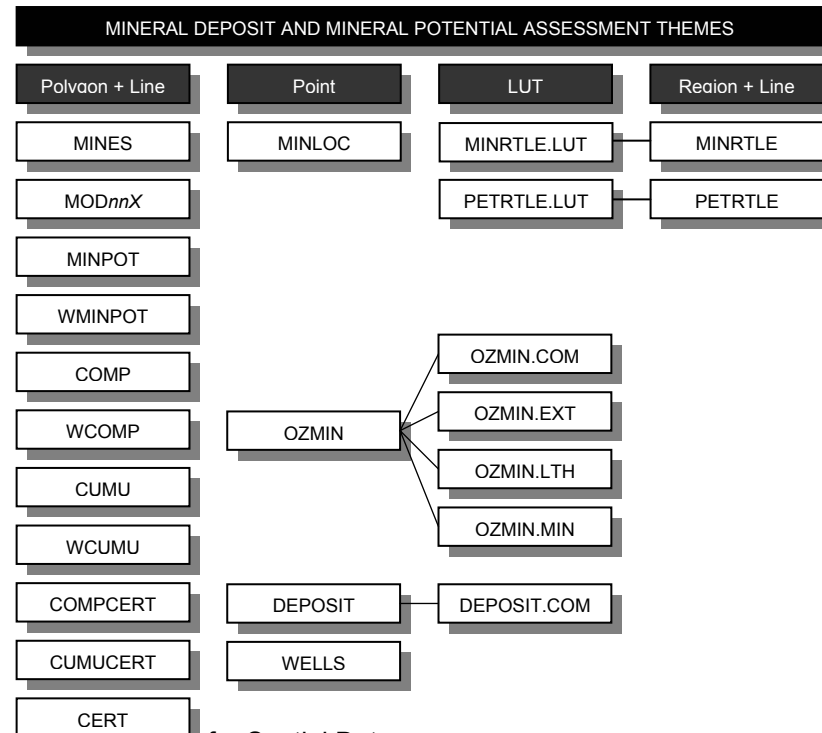 MINERAL DEPOSIT AND MINERAL POTENTIAL ASSESSMENT THEMES
Polygon + Line Point LUT Region + Line
MINES MINLOC MINRTLE.LUT MINRTLE
MODnnX PETRTLE.LUT PETRTLE
MINPOT
WMINPOT
OZMIN.COM
COMP
OZMIN.EXT
WCOMP OZMIN
OZMIN.LTH
CUMU
OZMIN.MIN
WCUMU
COMPCERT DEPOSIT DEPOSIT.COM
CUMUCERT WELLS
CERT